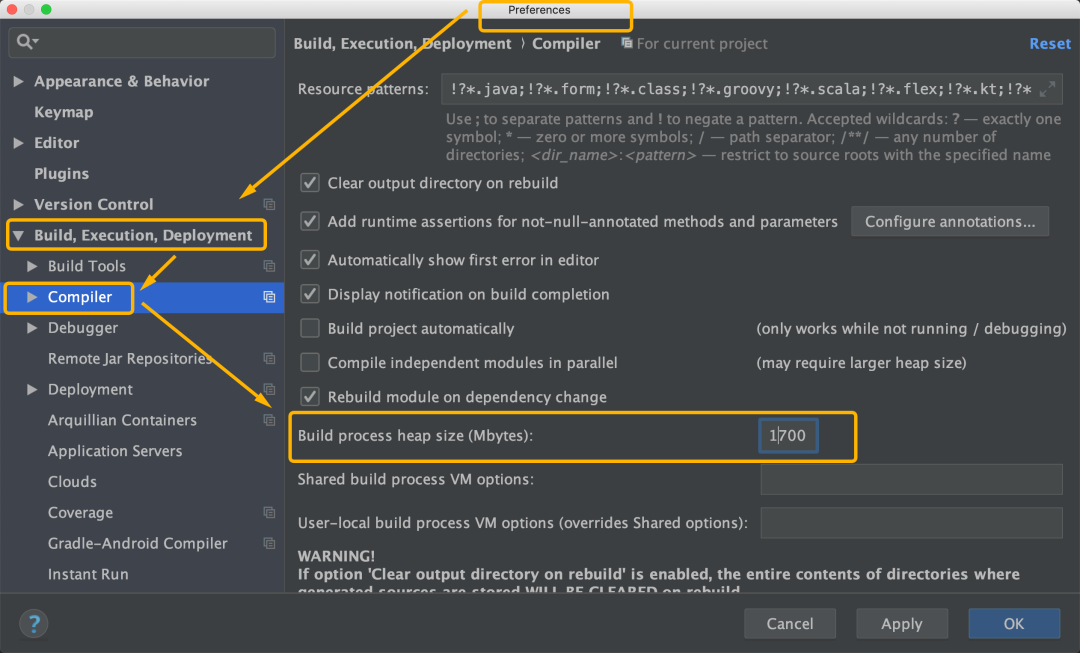 Preferences
Build, Execution, Deployment 〉 Compiler For current project Reset
Appearance & Behavior
Keymap
Editor
Plugins
Version Control
Build, Execution, Deployment
Build Tools
Compiler
Debugger
Remote Jar Repositories
Deployment
Arquillian Containers
Application Servers
Clouds
Coverage
Gradle-Android Compiler
Instant Run
Resource patterns: !?*.java;!?*.form;!?*.class;!?*.groovy;!?*.scala;!?*.flex;!?*.kt;!?*
Use ; to separate patterns and ! to negate a pattern. Accepted wildcards: ? — exactly one
symbol; * — zero or more symbols; / — path separator; /**/ — any number of
directories; <dir_name>:<pattern> — restrict to source roots with the specified name
Clear output directory on rebuild
Add runtime assertions for not-null-annotated methods and parameters Configure annotations...
Automatically show first error in editor
Display notification on build completion
Build project automatically (only works while not running / debugging)
Compile independent modules in parallel (may require larger heap size)
Rebuild module on dependency change
Build process heap size (Mbytes): 1700
Shared build process VM options:
User-local build process VM options (overrides Shared options):
WARNING!
If option 'Clear output directory on rebuild' is enabled, the entire contents of directories where
generated sources are stored WILL BE CLEARED on rebuild.
? Cancel Apply OK